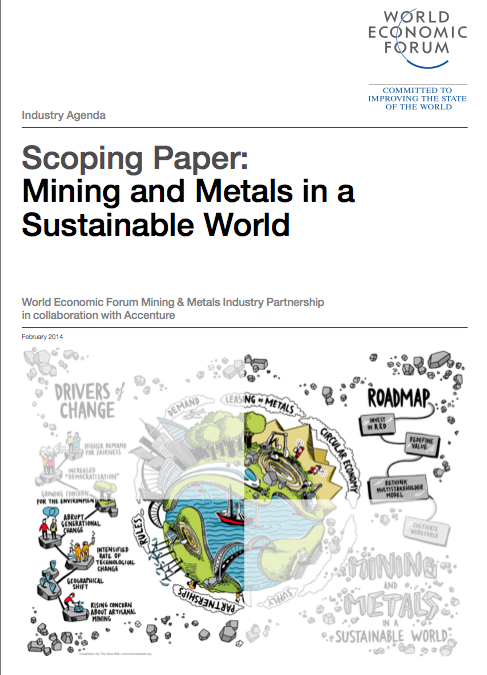 WORLD
ECONOMIC
FORUM
COMMITTED TO
IMPROVING THE STATE
OF THE WORLD
Industry Agenda
Scoping Paper:
Mining and Metals in a
Sustainable World
World Economic Forum Mining & Metals Industry Partnership
in collaboration with Accenture
February 2014
DRIVERS of
CHANGE
HIGHER DEMAND
FOR FAIRNESS
INCREASED
"DEMOCRATISATION"
GROWING CONCERN
FOR THE ENVIRONMENT
ABRUPT
GENERATIONAL
CHANGE
INTENSIFIED
RATE OF
TECHNOLOGICAL
CHANGE
GEOGRAPHICAL
SHIFT
RISING CONCERN
ABOUT ARTISANAL
MINING
DEMAND
LEASING of METALS
CIRCULAR ECONOMY
SUPPLY
PARTNERSHIPS
RULES
ROADMAP
INVEST
IN R&D
REDEFINE
VALUE
RETHINK
MULTISTAKEHOLDER
MODEL
CULTIVATE
WORKFORCE
MINING
AND
METALS
IN A
SUSTAINABLE WORLD